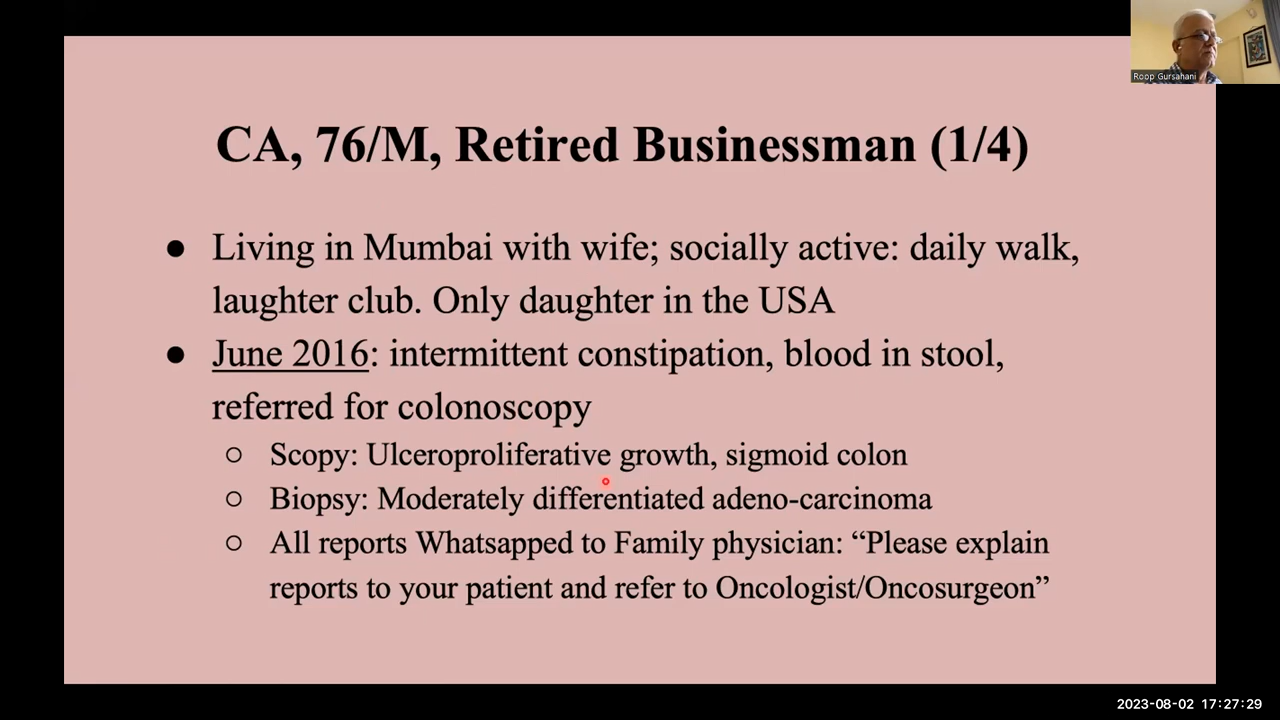 Roop Gursahani
CA, 76/M, Retired Businessman (1/4)
● Living in Mumbai with wife; socially active: daily walk,
laughter club. Only daughter in the USA
● June 2016: intermittent constipation, blood in stool,
referred for colonoscopy
○ Scopy: Ulceroproliferative growth, sigmoid colon
○ Biopsy: Moderately differentiated adeno-carcinoma
○ All reports Whatsapped to Family physician: “Please explain
reports to your patient and refer to Oncologist/Oncosurgeon”
2023-08-02 17:27:29